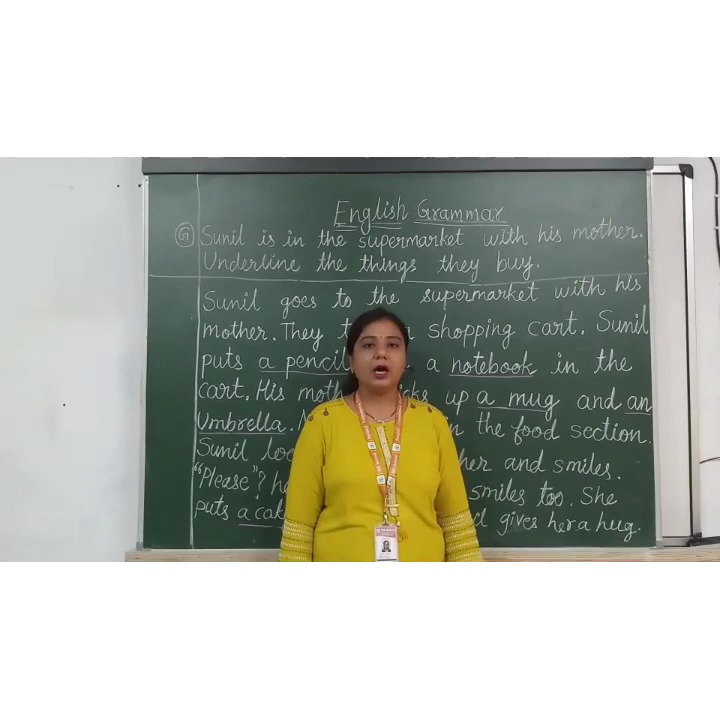 English Grammar
G Sunil is in the supermarket with his mother.
Underline the things they buy.
Sunil goes to the supermarket with his
mother. They shopping cart. Sunil
puts a pencil a notebook in the
cart. His up a mug and an
Umbrella. the food section.
Sunil and smiles.
"Please"? smiles too. She
puts a gives her a hug.